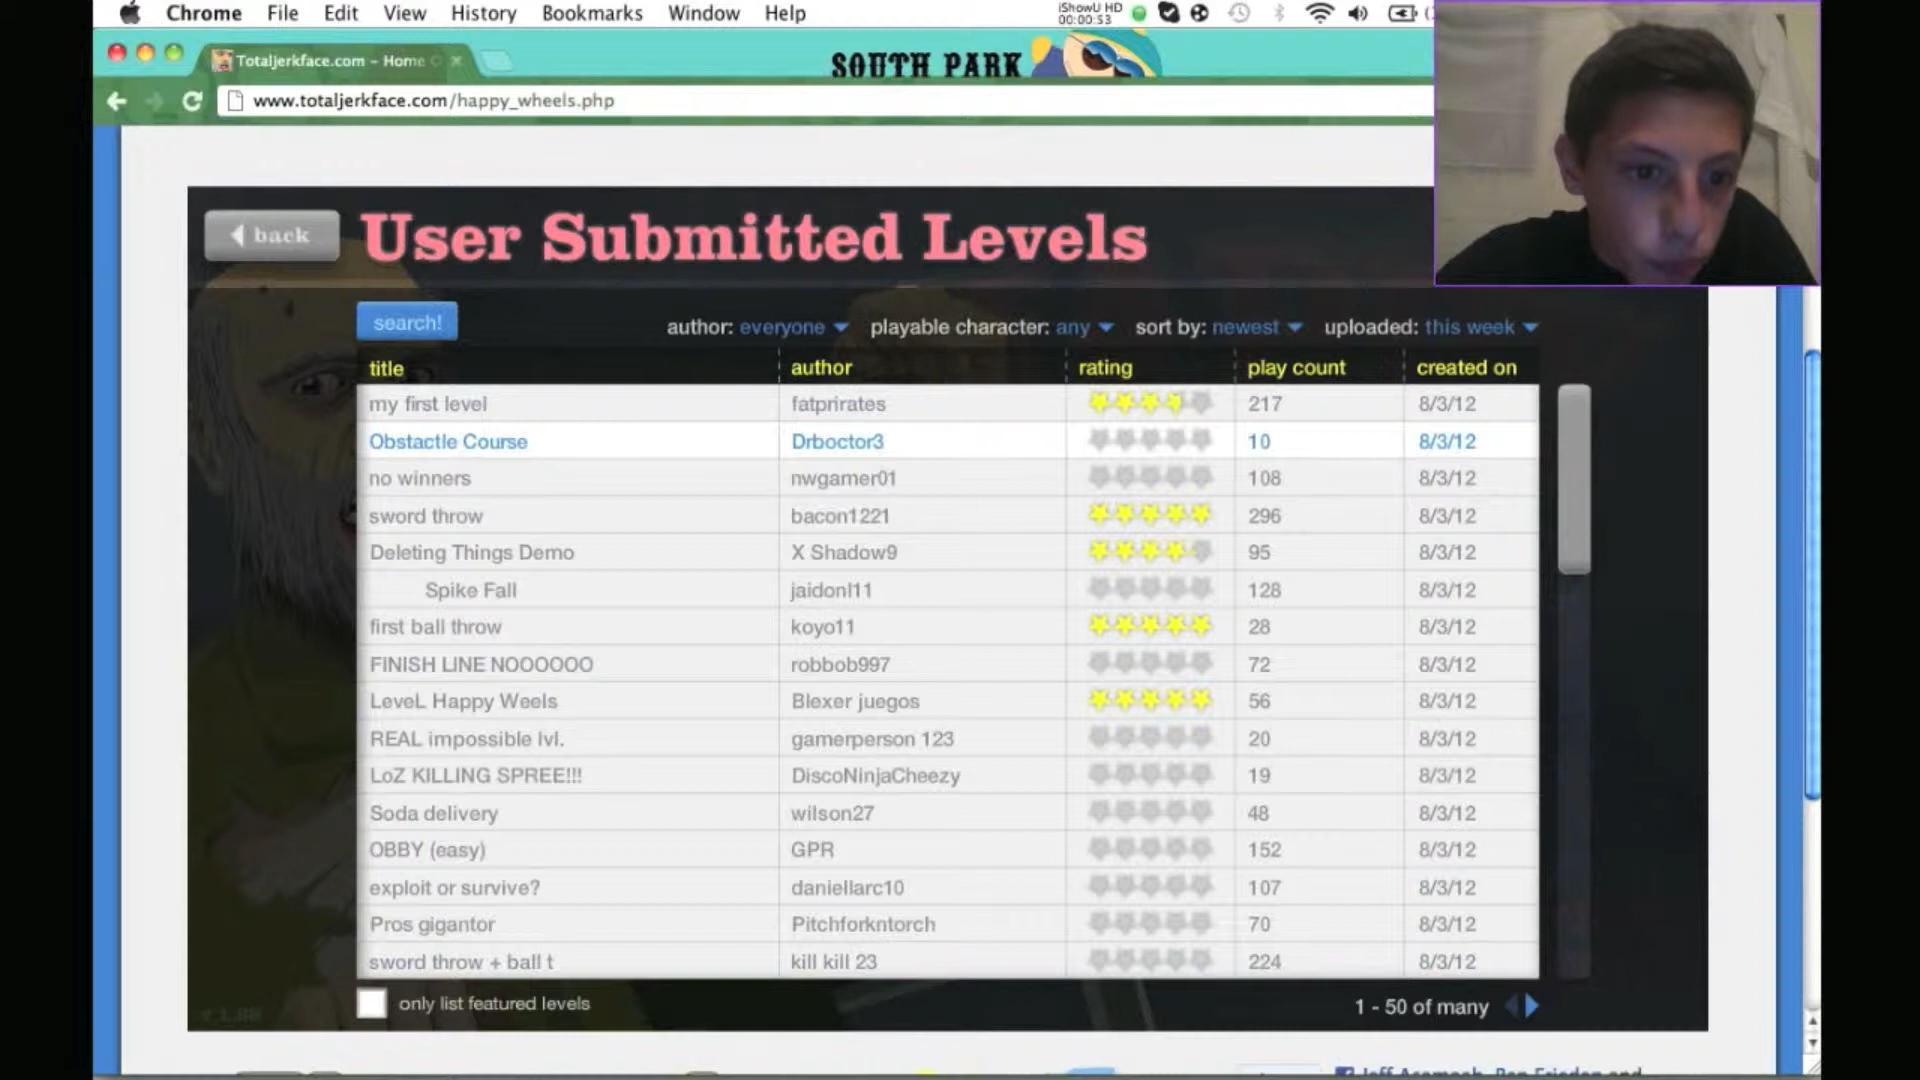 Chrome File Edit View History Bookmarks Window Help
iShowU HD
00:00:53
Totaljerkface.com – Home
SOUTH PARK
www.totaljerkface.com/happy_wheels.php
back
User Submitted Levels
search!
author: everyone playable character: any sort by: newest uploaded: this week
title author rating play count created on
my first level fatprirates 217 8/3/12
Obstactle Course Drboctor3 10 8/3/12
no winners nwgamer01 108 8/3/12
sword throw bacon1221 296 8/3/12
Deleting Things Demo X Shadow9 95 8/3/12
Spike Fall jaidonl11 128 8/3/12
first ball throw koyo11 28 8/3/12
FINISH LINE NOOOOOO robbob997 72 8/3/12
LeveL Happy Weels Blexer juegos 56 8/3/12
REAL impossible lvl. gamerperson 123 20 8/3/12
LoZ KILLING SPREE!!! DiscoNinjaCheezy 19 8/3/12
Soda delivery wilson27 48 8/3/12
OBBY (easy) GPR 152 8/3/12
exploit or survive? daniellarc10 107 8/3/12
Pros gigantor Pitchforkntorch 70 8/3/12
sword throw + ball t kill kill 23 224 8/3/12
only list featured levels
1 - 50 of many